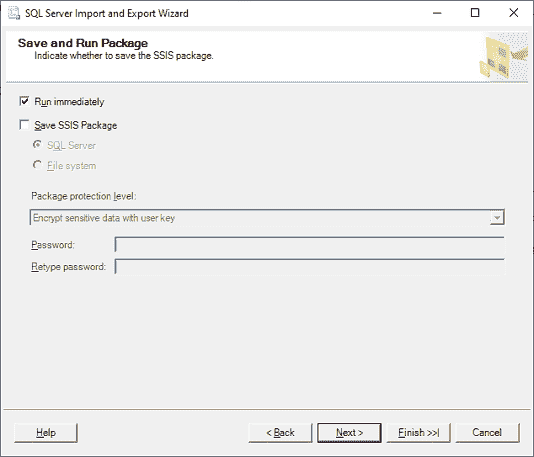 SQL Server Import and Export Wizard
Save and Run Package
Indicate whether to save the SSIS package.
Run immediately
Save SSIS Package
SQL Server
File system
Package protection level:
Encrypt sensitive data with user key
Password:
Retype password:
Help
< Back
Next >
Finish >>|
Cancel